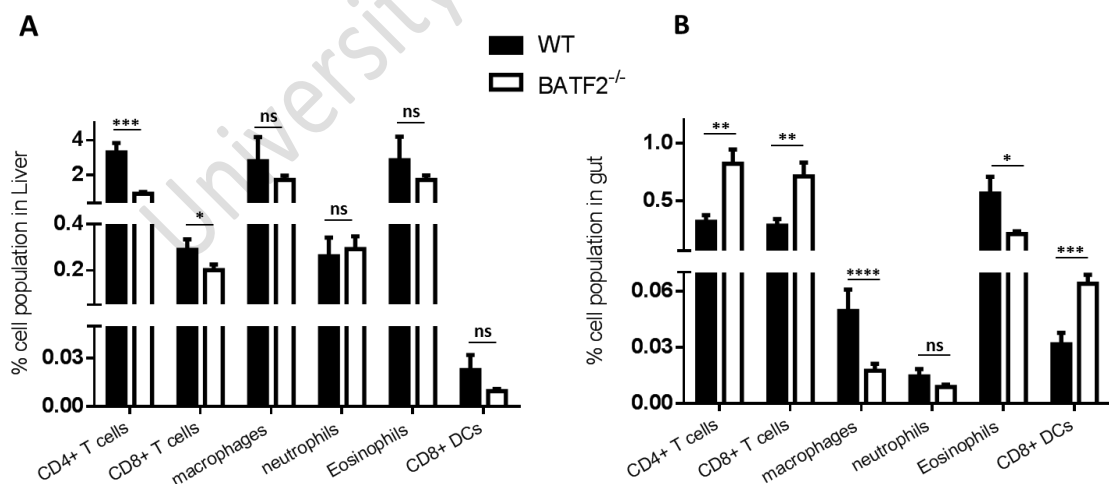 A
B
University
WT
BATF2-/-
% cell population in Liver
4
2
0.4
0.2
0.03
0.00
***
*
ns
ns
ns
ns
CD4+ T cells
CD8+ T cells
macrophages
neutrophils
Eosinophils
CD8+ DCs
% cell population in gut
1.0
0.5
0.06
0.03
0.00
**
**
****
ns
*
***
CD4+ T cells
CD8+ T cells
macrophages
neutrophils
Eosinophils
CD8+ DCs